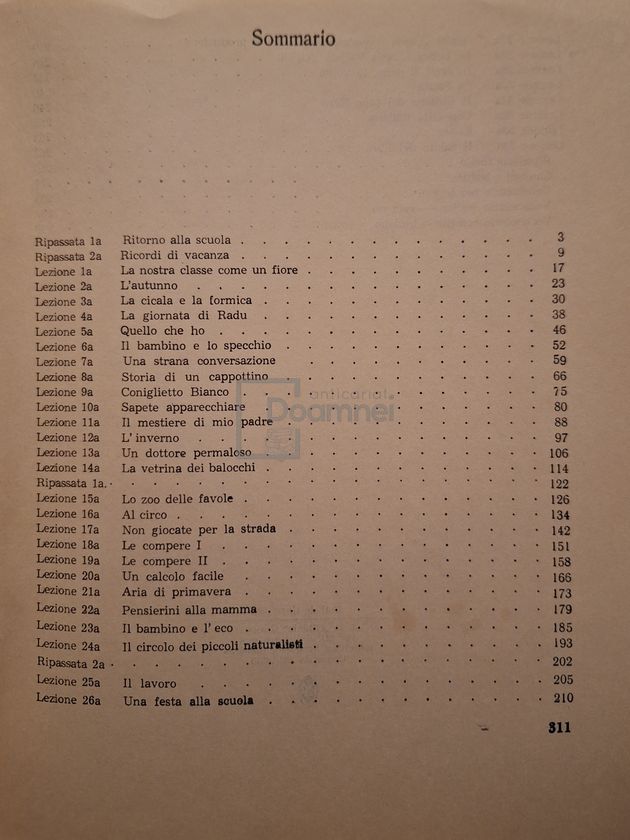 Sommario
Ripassata 1a Ritorno alla scuola . . . . . . . . . . . . . 3
Ripassata 2a Ricordi di vacanza . . . . . . . . . . . . . 9
Lezione 1a La nostra classe come un fiore . . . . . . . . . . 17
Lezione 2a L'autunno . . . . . . . . . . . . . . . 23
Lezione 3a La cicala e la formica . . . . . . . . . . . . 30
Lezione 4a La giornata di Radu . . . . . . . . . . . . 38
Lezione 5a Quello che ho . . . . . . . . . . . . . . 46
Lezione 6a Il bambino e lo specchio . . . . . . . . . . . 52
Lezione 7a Una strana conversazione . . . . . . . . . . 59
Lezione 8a Storia di un cappottino . . . . . . . . . . . 66
Lezione 9a Coniglietto Bianco . . . . . . . . . . . . . 75
Lezione 10a Sapete apparecchiare . . . . . . . . . . . . 80
Lezione 11a Il mestiere di mio padre . . . . . . . . . . . 88
Lezione 12a L' inverno . . . . . . . . . . . . . . . 97
Lezione 13a Un dottore permaloso . . . . . . . . . . . . 106
Lezione 14a La vetrina dei balocchi . . . . . . . . . . . . 114
Ripassata 1a. . . . . . . . . . . . . . . . . . . 122
Lezione 15a Lo zoo delle favole . . . . . . . . . . . . . 126
Lezione 16a Al circo . . . . . . . . . . . . . . . . 134
Lezione 17a Non giocate per la strada . . . . . . . . . . . 142
Lezione 18a Le compere I . . . . . . . . . . . . . . 151
Lezione 19a Le compere II . . . . . . . . . . . . . . 158
Lezione 20a Un calcolo facile . . . . . . . . . . . . . 166
Lezione 21a Aria di primavera . . . . . . . . . . . . . 173
Lezione 22a Pensierini alla mamma . . . . . . . . . . . . 179
Lezione 23a Il bambino e l' eco . . . . . . . . . . . . . 185
Lezione 24a Il circolo dei piccoli naturalisti . . . . . . . . . . 193
Ripassata 2a . . . . . . . . . . . . . . . . . . . 202
Lezione 25a Il lavoro . . . . . . . . . . . . . . . 205
Lezione 26a Una festa alla scuola . . . . . . . . . . . . 210
311
anticariat
Doamnei